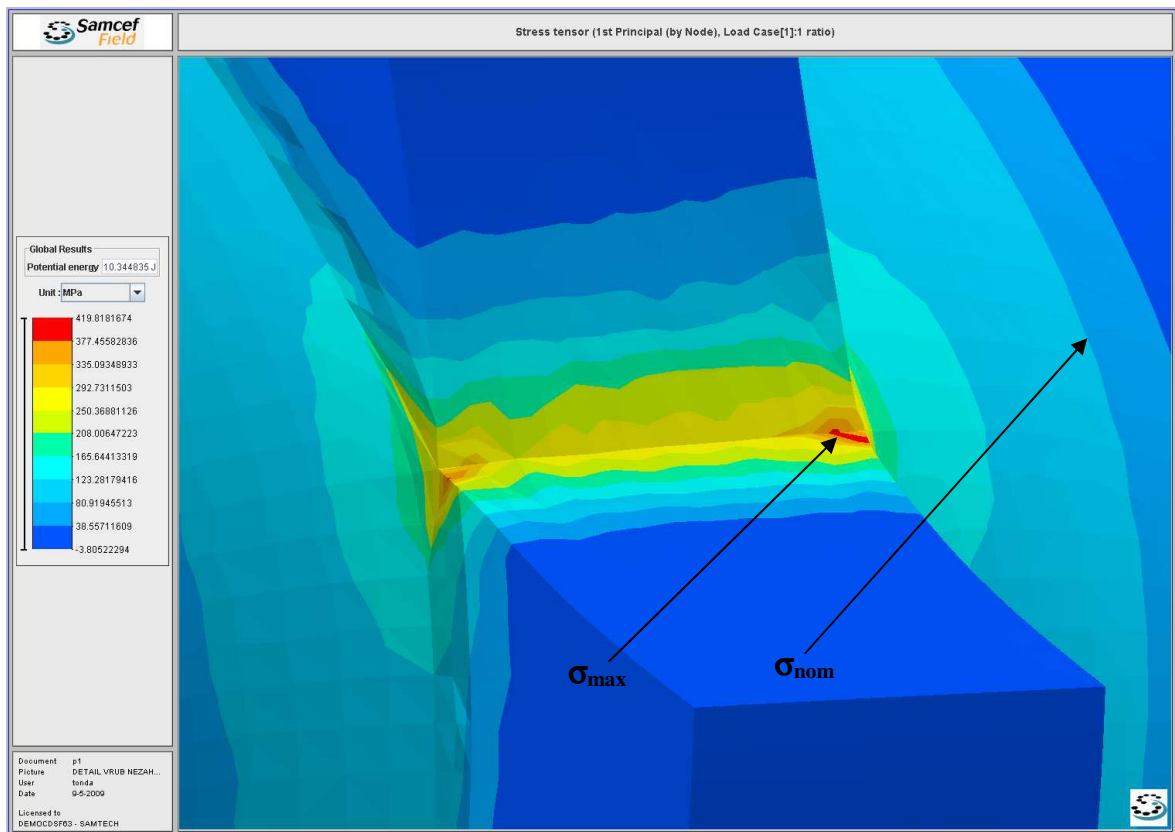 Samcef
Field
Stress tensor (1st Principal (by Node), Load Case[1]:1 ratio)
Global Results
Potential energy 10.344835 J
Unit : MPa
419.8181674
377.45582836
335.09348933
292.7311503
250.36881126
208.00647223
165.64413319
123.28179416
80.91945513
38.55711609
-3.80522294
σmax
σnom
Document p1
Picture DETAIL VRUB NEZAH...
User tonda
Date 9-5-2009
Licensed to
DEMOCDSF63 - SAMTECH